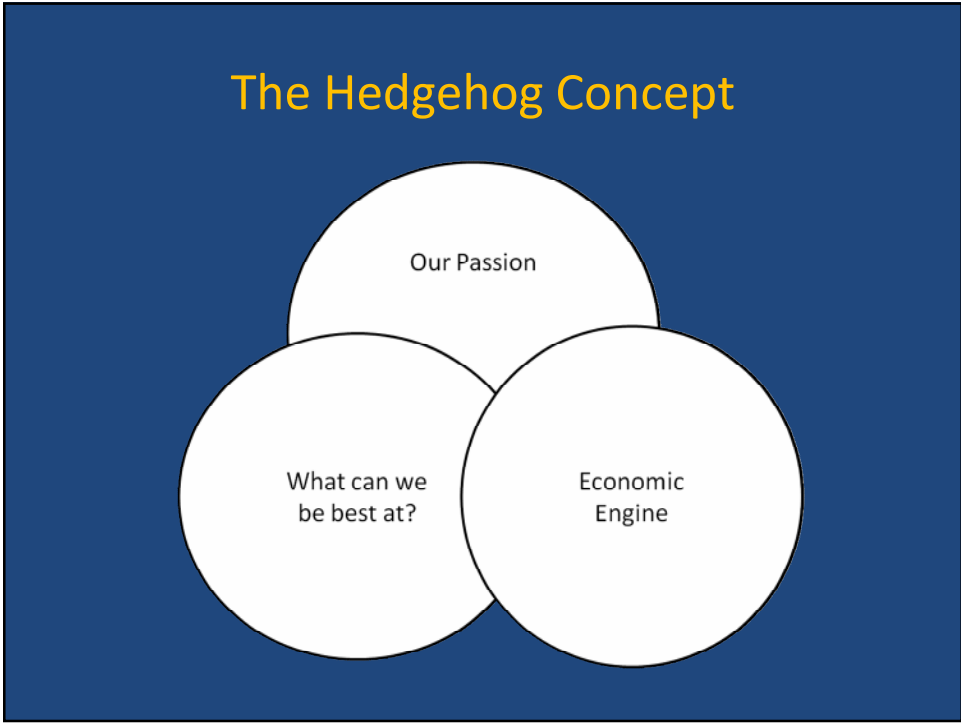 The Hedgehog Concept
Our Passion
What can we
be best at?
Economic
Engine